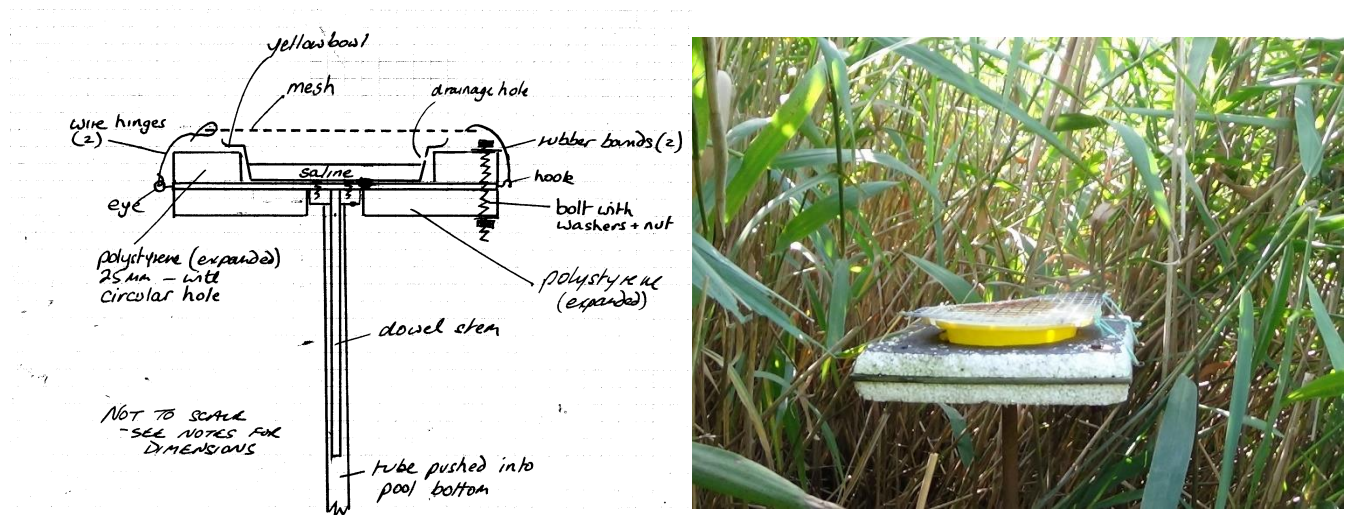 yellow bowl
mesh
drainage hole
wire hinges
(2)
rubber bands (2)
saline
hook
eye
bolt with
washers + nut
polystyrene (expanded)
25mm - with
circular hole
polystyrene
(expanded)
dowel stem
NOT TO SCALE
- SEE NOTES FOR
DIMENSIONS
tube pushed into
pool bottom